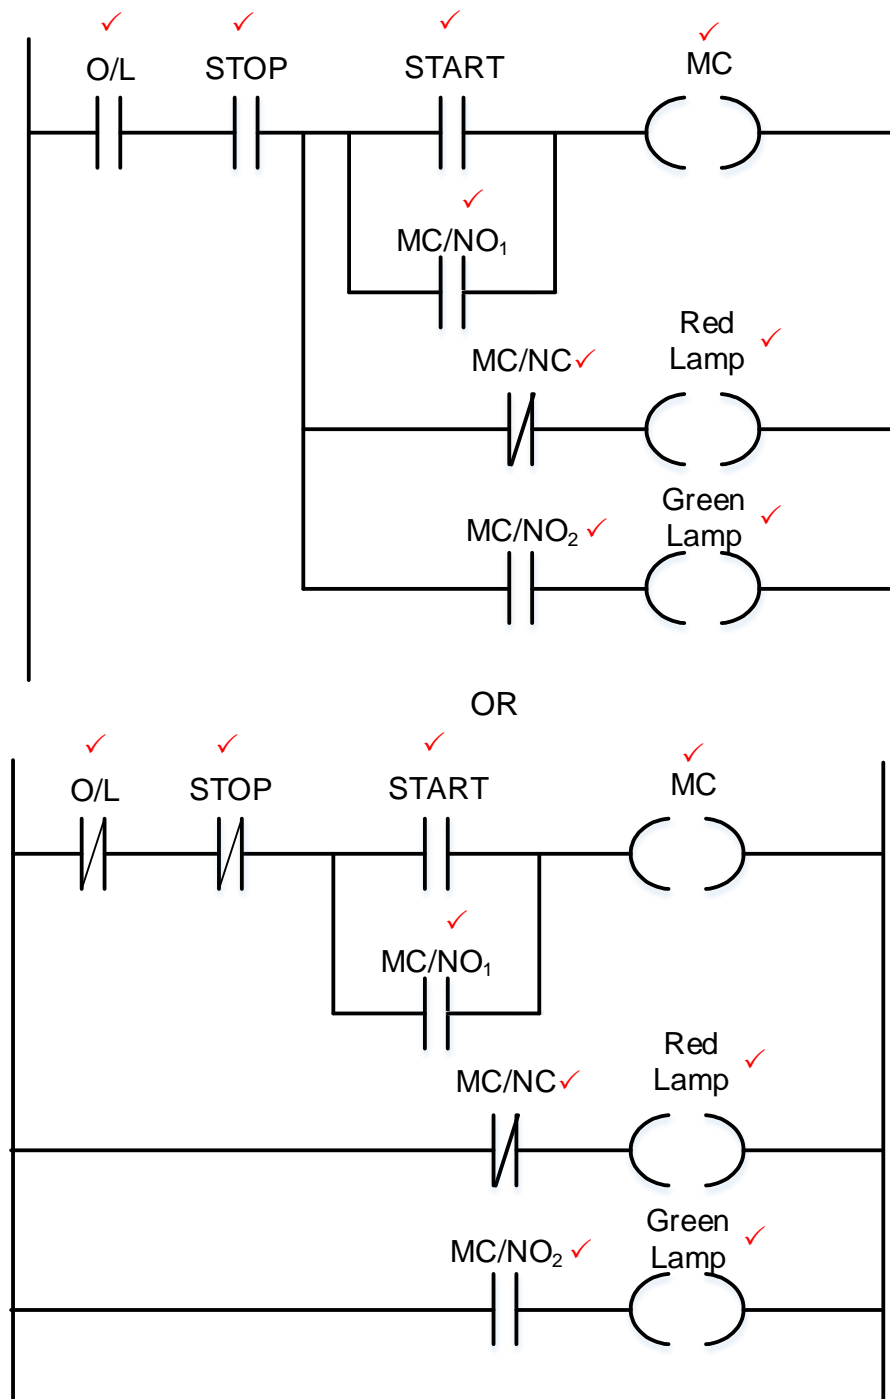 O/L STOP START MC
MC/NO₁
Red
Lamp
MC/NC
Green
Lamp
MC/NO₂
OR
O/L STOP START MC
MC/NO₁
Red
Lamp
MC/NC
Green
Lamp
MC/NO₂